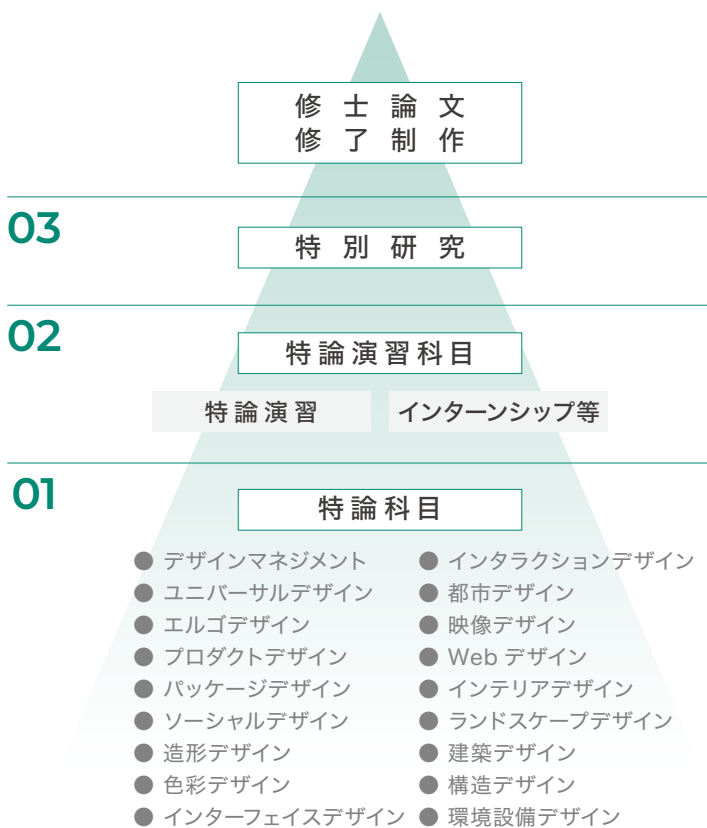 修士論文
修了制作
03
特別研究
02
特論演習科目
特論演習
インターンシップ等
01
特論科目
● デザインマネジメント
● ユニバーサルデザイン
● エルゴデザイン
● プロダクトデザイン
● パッケージデザイン
● ソーシャルデザイン
● 造形デザイン
● 色彩デザイン
● インターフェイスデザイン
● インタラクションデザイン
● 都市デザイン
● 映像デザイン
● Web デザイン
● インテリアデザイン
● ランドスケープデザイン
● 建築デザイン
● 構造デザイン
● 環境設備デザイン